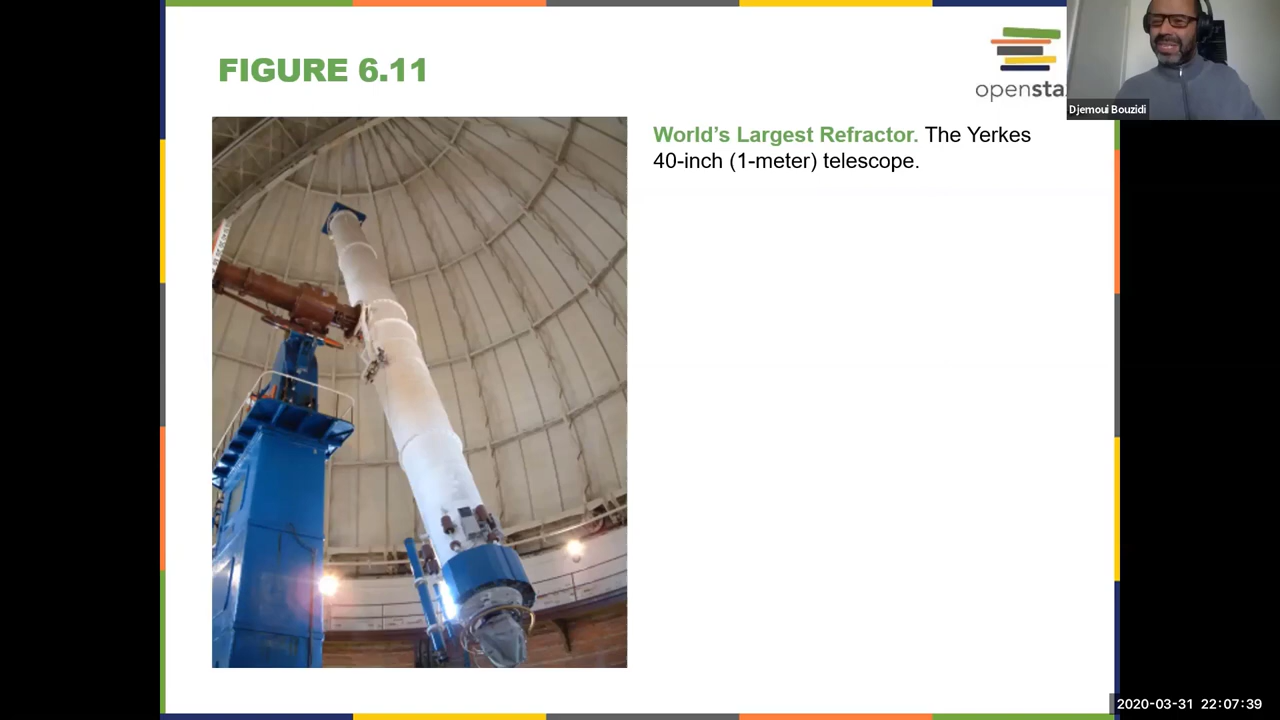 FIGURE 6.11
World's Largest Refractor. The Yerkes
40-inch (1-meter) telescope.
opensta
Djemoui Bouzidi
2020-03-31 22:07:39